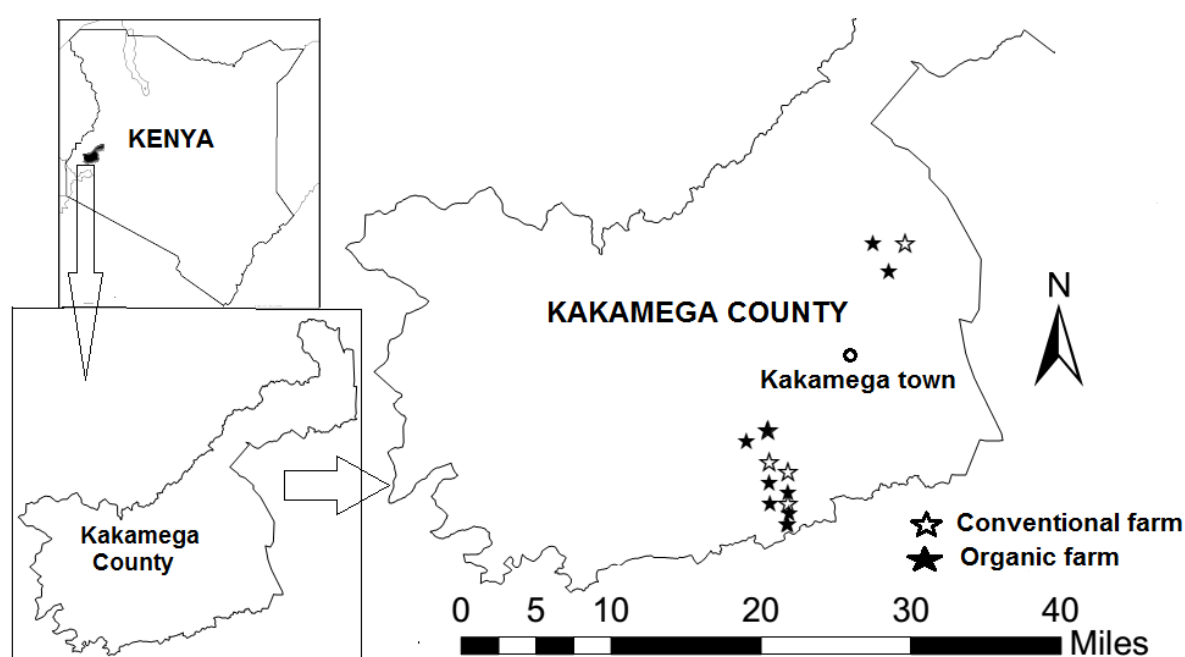 KENYA
KAKAMEGA COUNTY
N
Kakamega town
Kakamega
County
Conventional farm
Organic farm
0 5 10 20 30 40
Miles